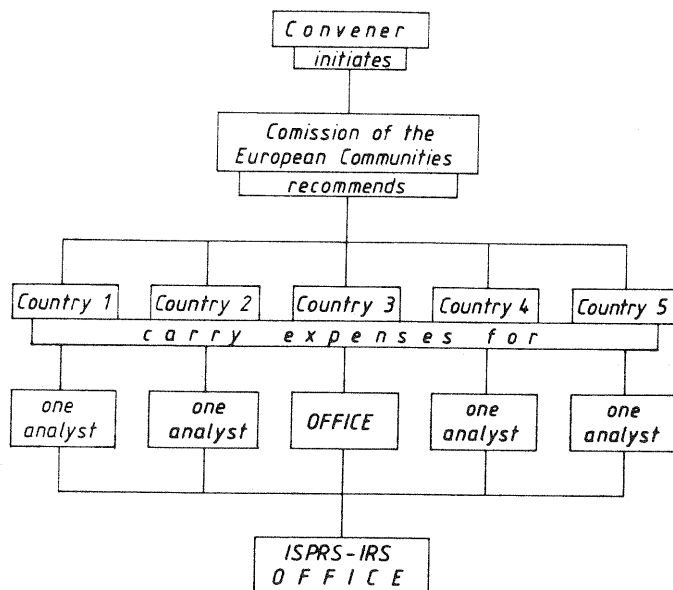 Convener
initiates
Comission of the
European Communities
recommends
Country 1 Country 2 Country 3 Country 4 Country 5
carry expenses for
one analyst
one analyst
OFFICE
one analyst
one analyst
ISPRS-IRS
OFFICE